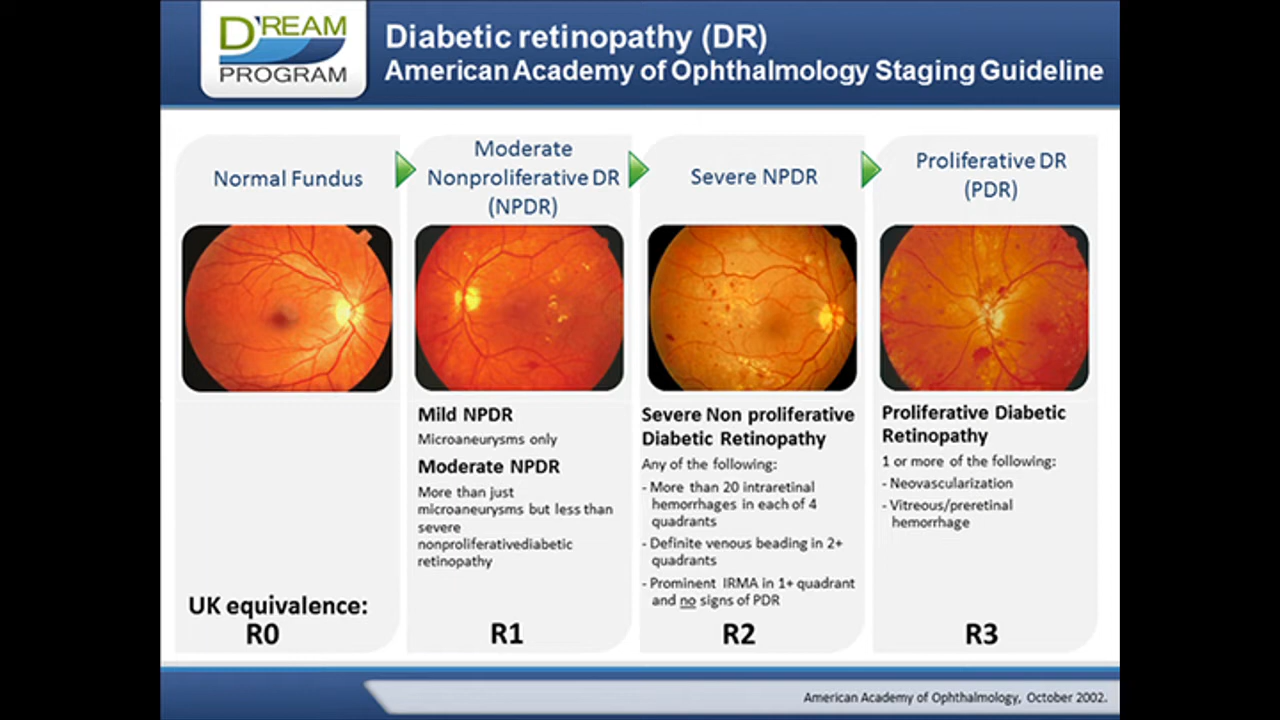 D'REAM
PROGRAM
Diabetic retinopathy (DR)
American Academy of Ophthalmology Staging Guideline
Normal Fundus
UK equivalence:
R0
Moderate
Nonproliferative DR
(NPDR)
Mild NPDR
Microaneurysms only
Moderate NPDR
More than just
microaneurysms but less than
severe
nonproliferativediabetic
retinopathy
R1
Severe NPDR
Severe Non proliferative
Diabetic Retinopathy
Any of the following:
- More than 20 intraretinal
hemorrhages in each of 4
quadrants
- Definite venous beading in 2+
quadrants
- Prominent IRMA in 1+ quadrant
and no signs of PDR
R2
Proliferative DR
(PDR)
Proliferative Diabetic
Retinopathy
1 or more of the following:
- Neovascularization
- Vitreous/preretinal
hemorrhage
R3
American Academy of Ophthalmology, October 2002.